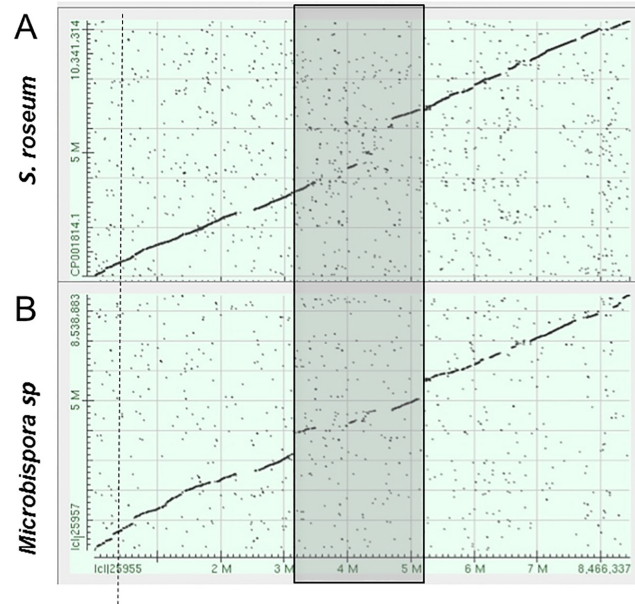 A
S. roseum
10,341,314
5 M
CP001814.1
B
Microbispora sp
8,538,883
5 M
lcl|25957
lcl|25955
2 M
3 M
4 M
5 M
6 M
7 M
8,466,337